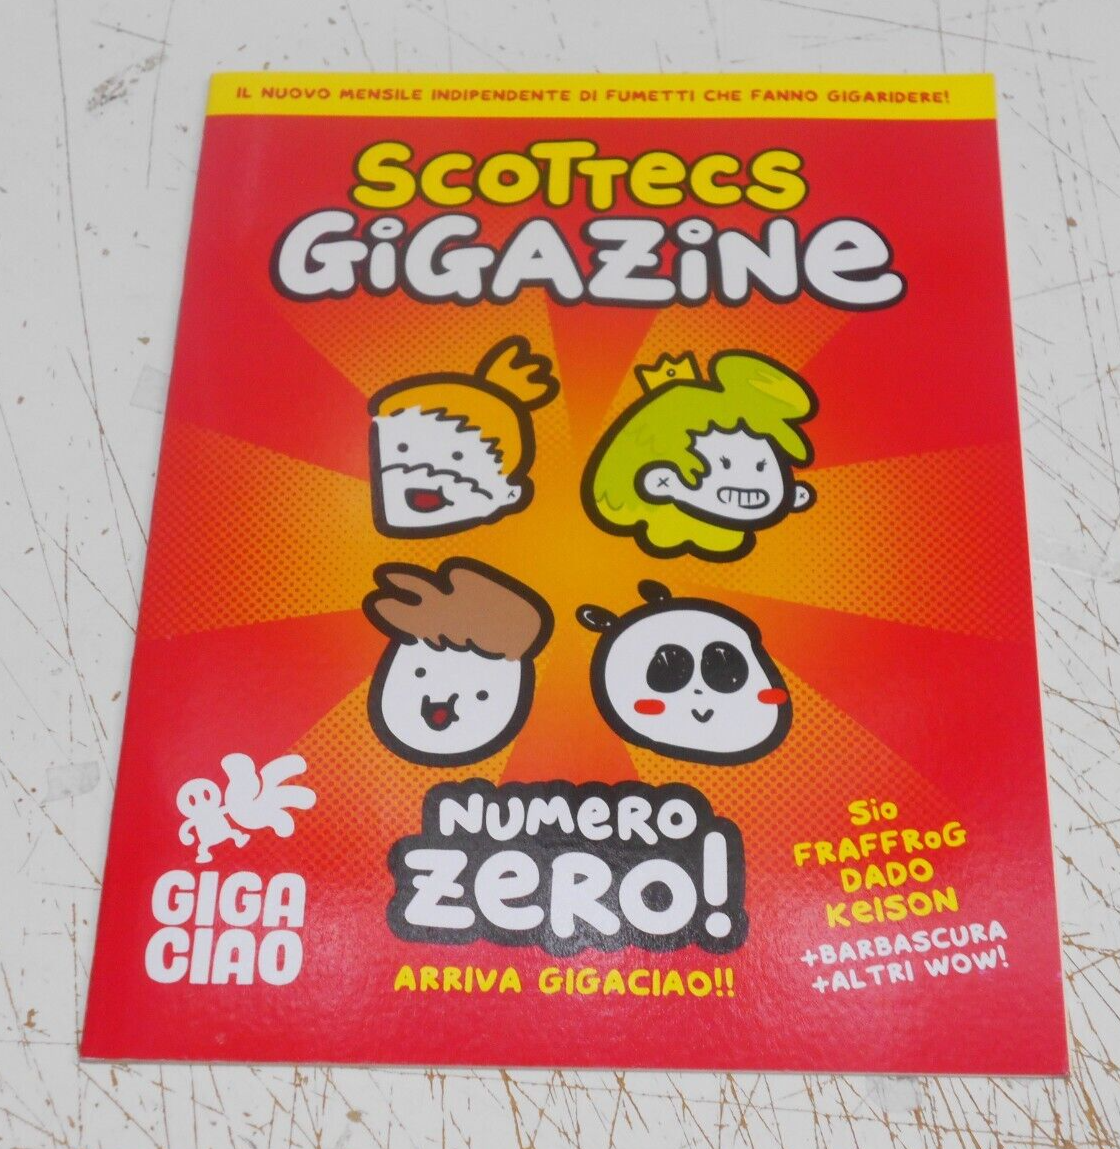 IL NUOVO MENSILE INDIPENDENTE DI FUMETTI CHE FANNO GIGARIDERE!
SCOTTECS
GIGAZINE
NUMERO
ZERO!
ARRIVA GIGACIAO!!
GIGA
CIAO
Sio
FRAFFROG
DADO
KEISON
+BARBASCURA
+ALTRI WOW!